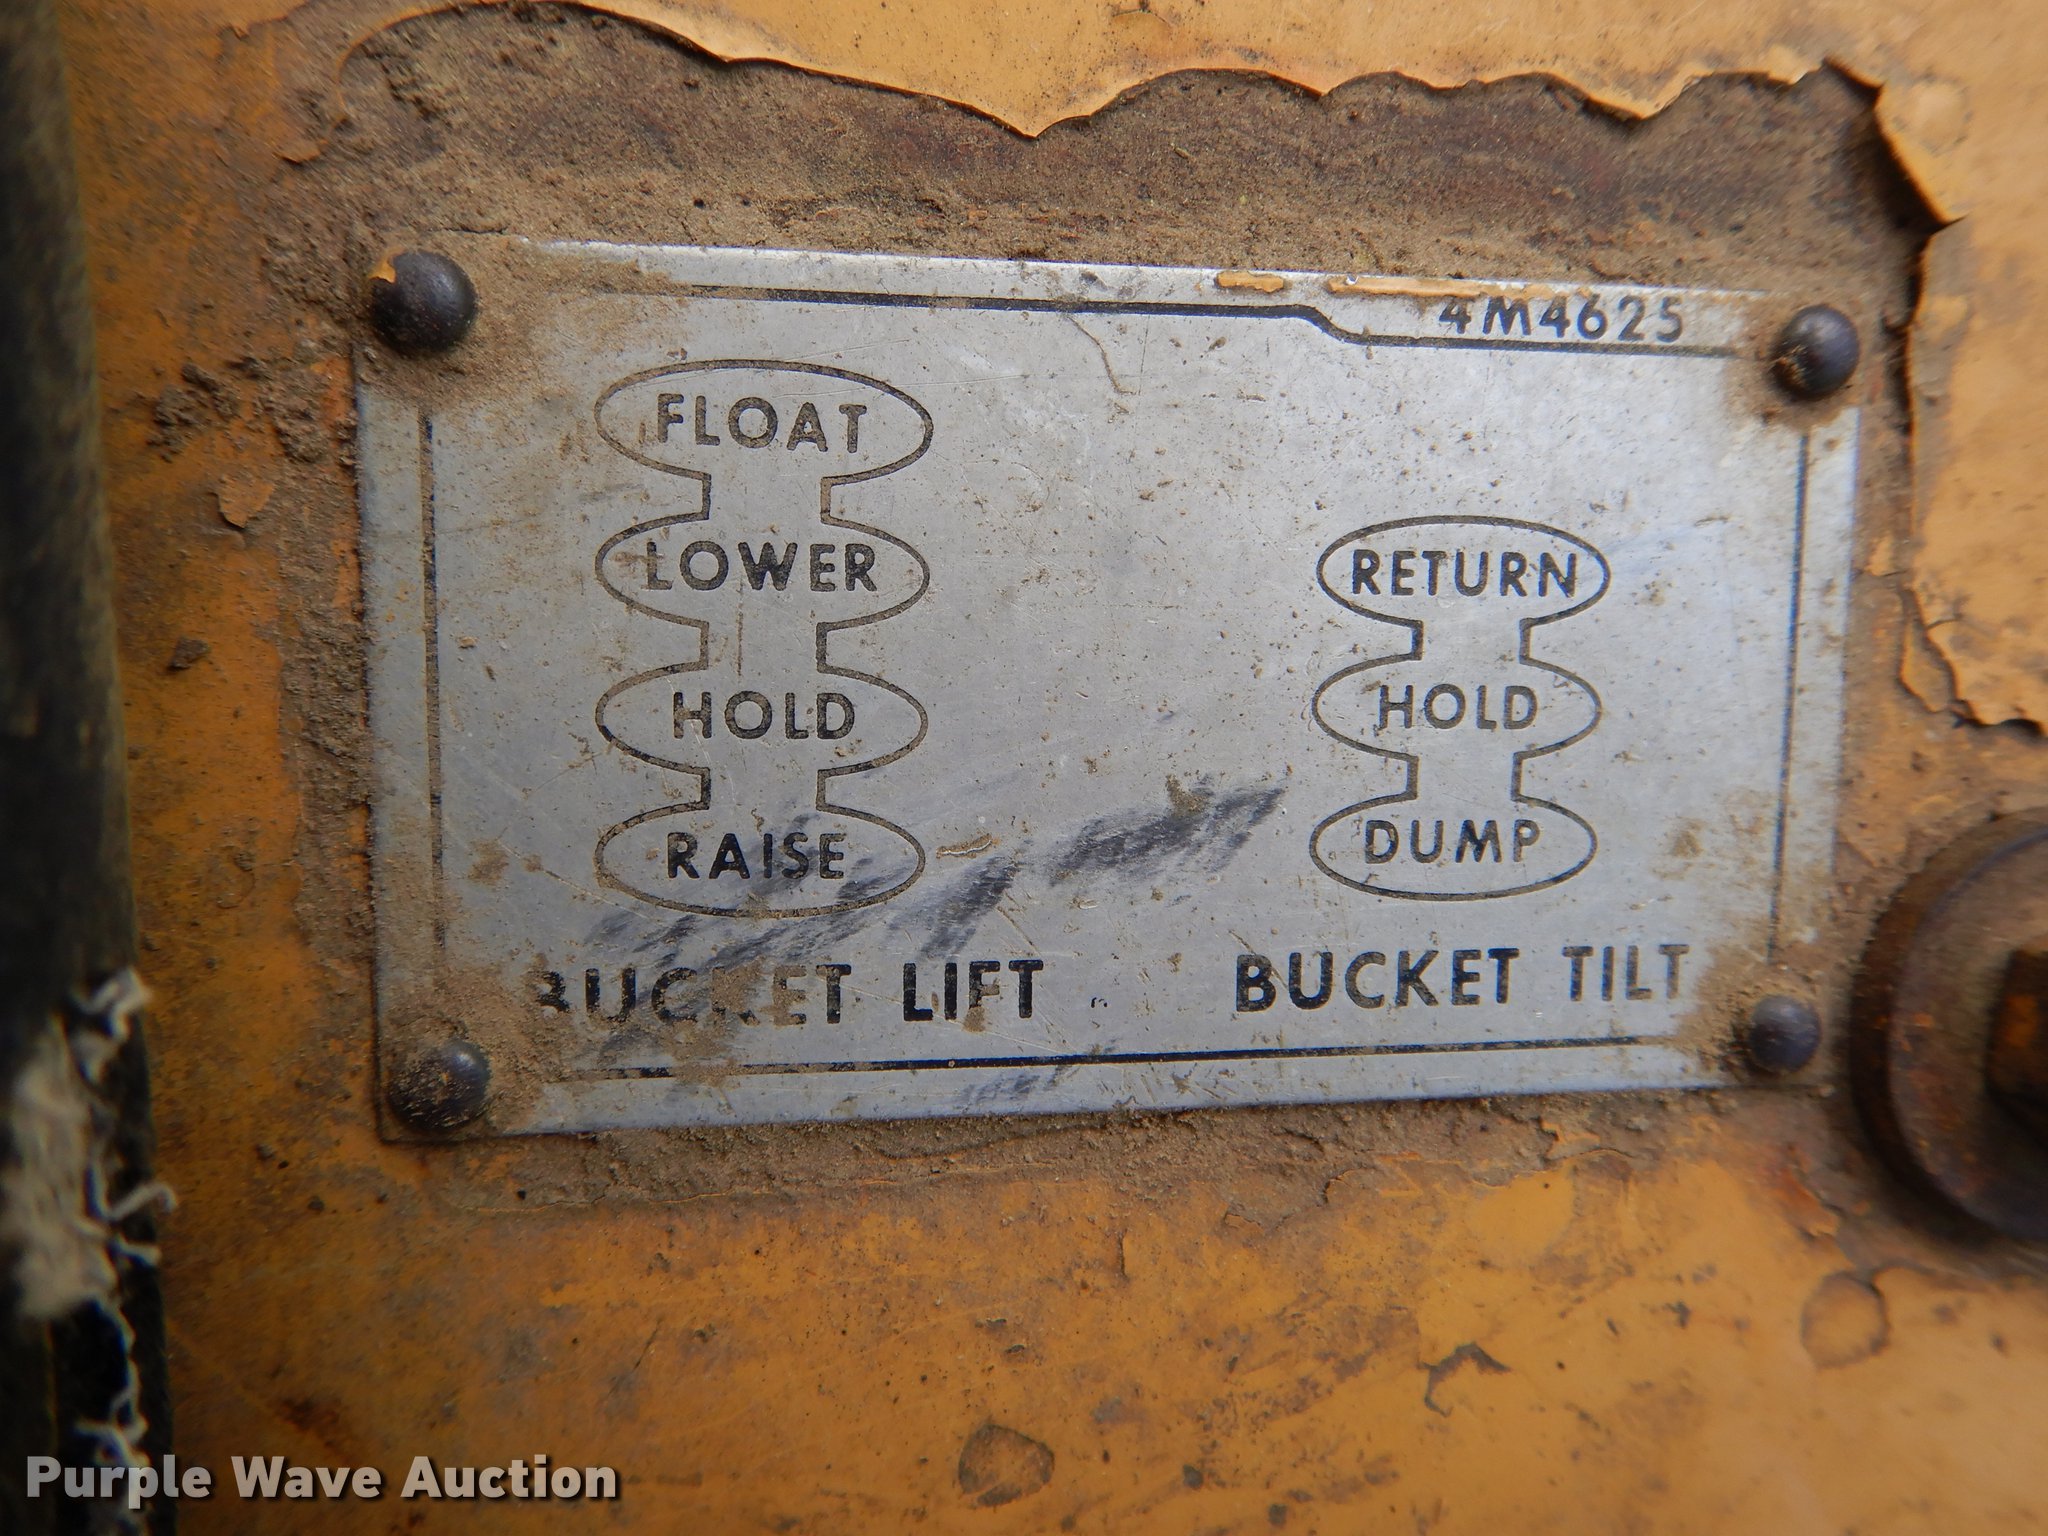 4M4625
FLOAT
LOWER
HOLD
RAISE
BUCKET LIFT
RETURN
HOLD
DUMP
BUCKET TILT
Purple Wave Auction